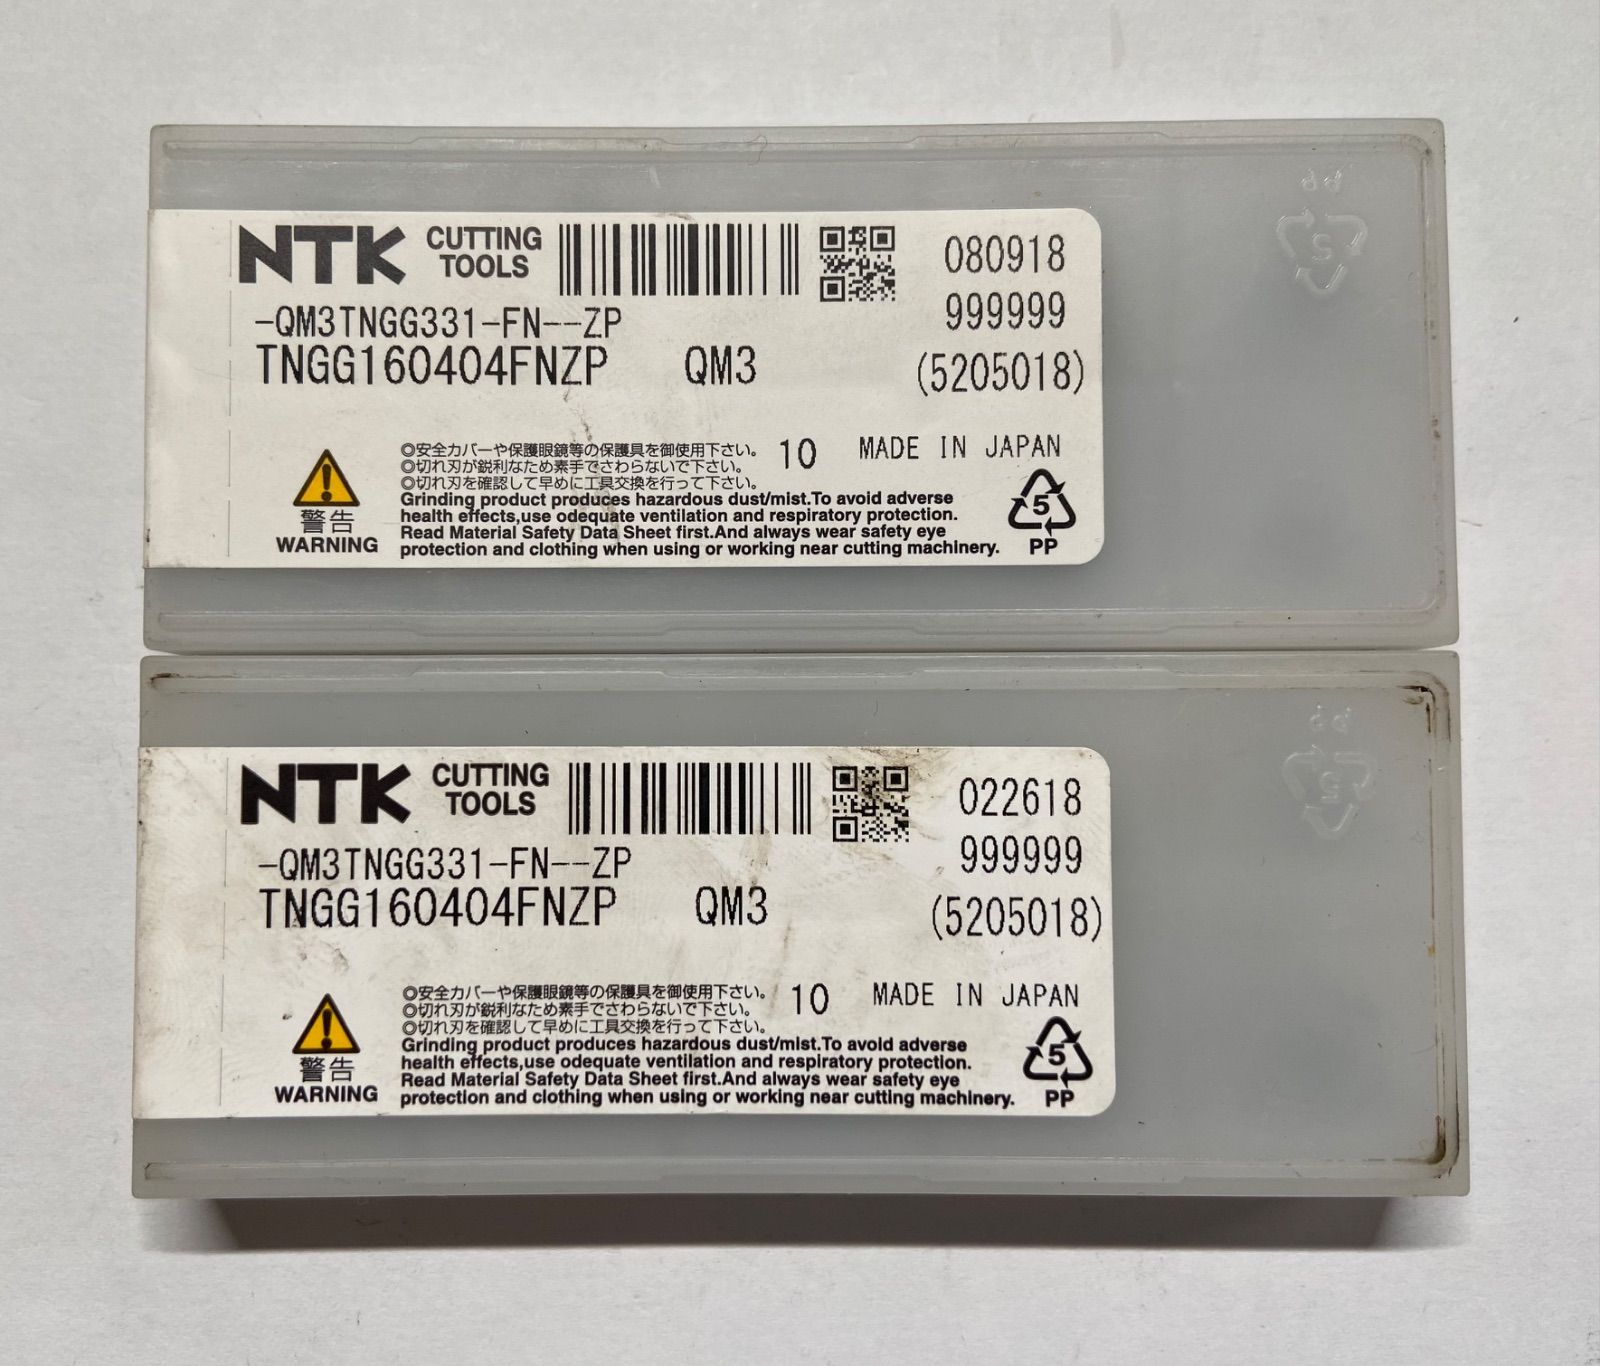 NTK CUTTING TOOLS 080918
999999
-QM3TNGG331-FN--ZP
TNGG160404FNZP QM3 (5205018)
◎安全カバーや保護眼鏡等の保護具を御使用下さい。 10 MADE IN JAPAN
◎切れ刃が鋭利なため素手でさわらないで下さい。
◎切れ刃を確認して早めに工具交換を行って下さい。
Grinding product produces hazardous dust/mist.To avoid adverse
health effects,use odequate ventilation and respiratory protection.
Read Material Safety Data Sheet first.And always wear safety eye
protection and clothing when using or working near cutting machinery.
警告
WARNING
5
PP
PP
5
NTK CUTTING TOOLS 022618
999999
-QM3TNGG331-FN--ZP
TNGG160404FNZP QM3 (5205018)
◎安全カバーや保護眼鏡等の保護具を御使用下さい。 10 MADE IN JAPAN
◎切れ刃が鋭利なため素手でさわらないで下さい。
◎切れ刃を確認して早めに工具交換を行って下さい。
Grinding product produces hazardous dust/mist.To avoid adverse
health effects,use odequate ventilation and respiratory protection.
Read Material Safety Data Sheet first.And always wear safety eye
protection and clothing when using or working near cutting machinery.
警告
WARNING
5
PP
PP
5